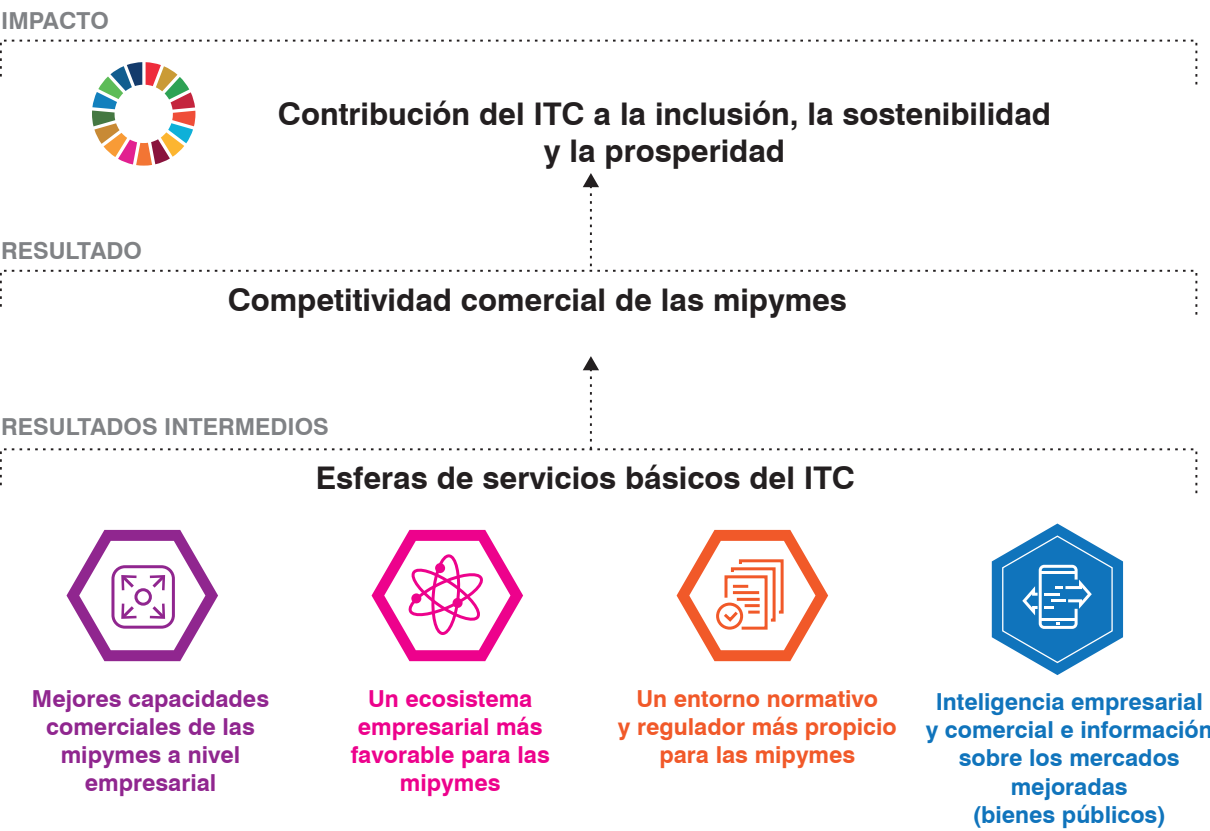 IMPACTO
Contribución del ITC a la inclusión, la sostenibilidad
y la prosperidad
RESULTADO
Competitividad comercial de las mipymes
RESULTADOS INTERMEDIOS
Esferas de servicios básicos del ITC
Mejores capacidades
comerciales de las
mipymes a nivel
empresarial
Un ecosistema
empresarial más
favorable para las
mipymes
Un entorno normativo
y regulador más propicio
para las mipymes
Inteligencia empresarial
y comercial e información
sobre los mercados
mejoradas
(bienes públicos)